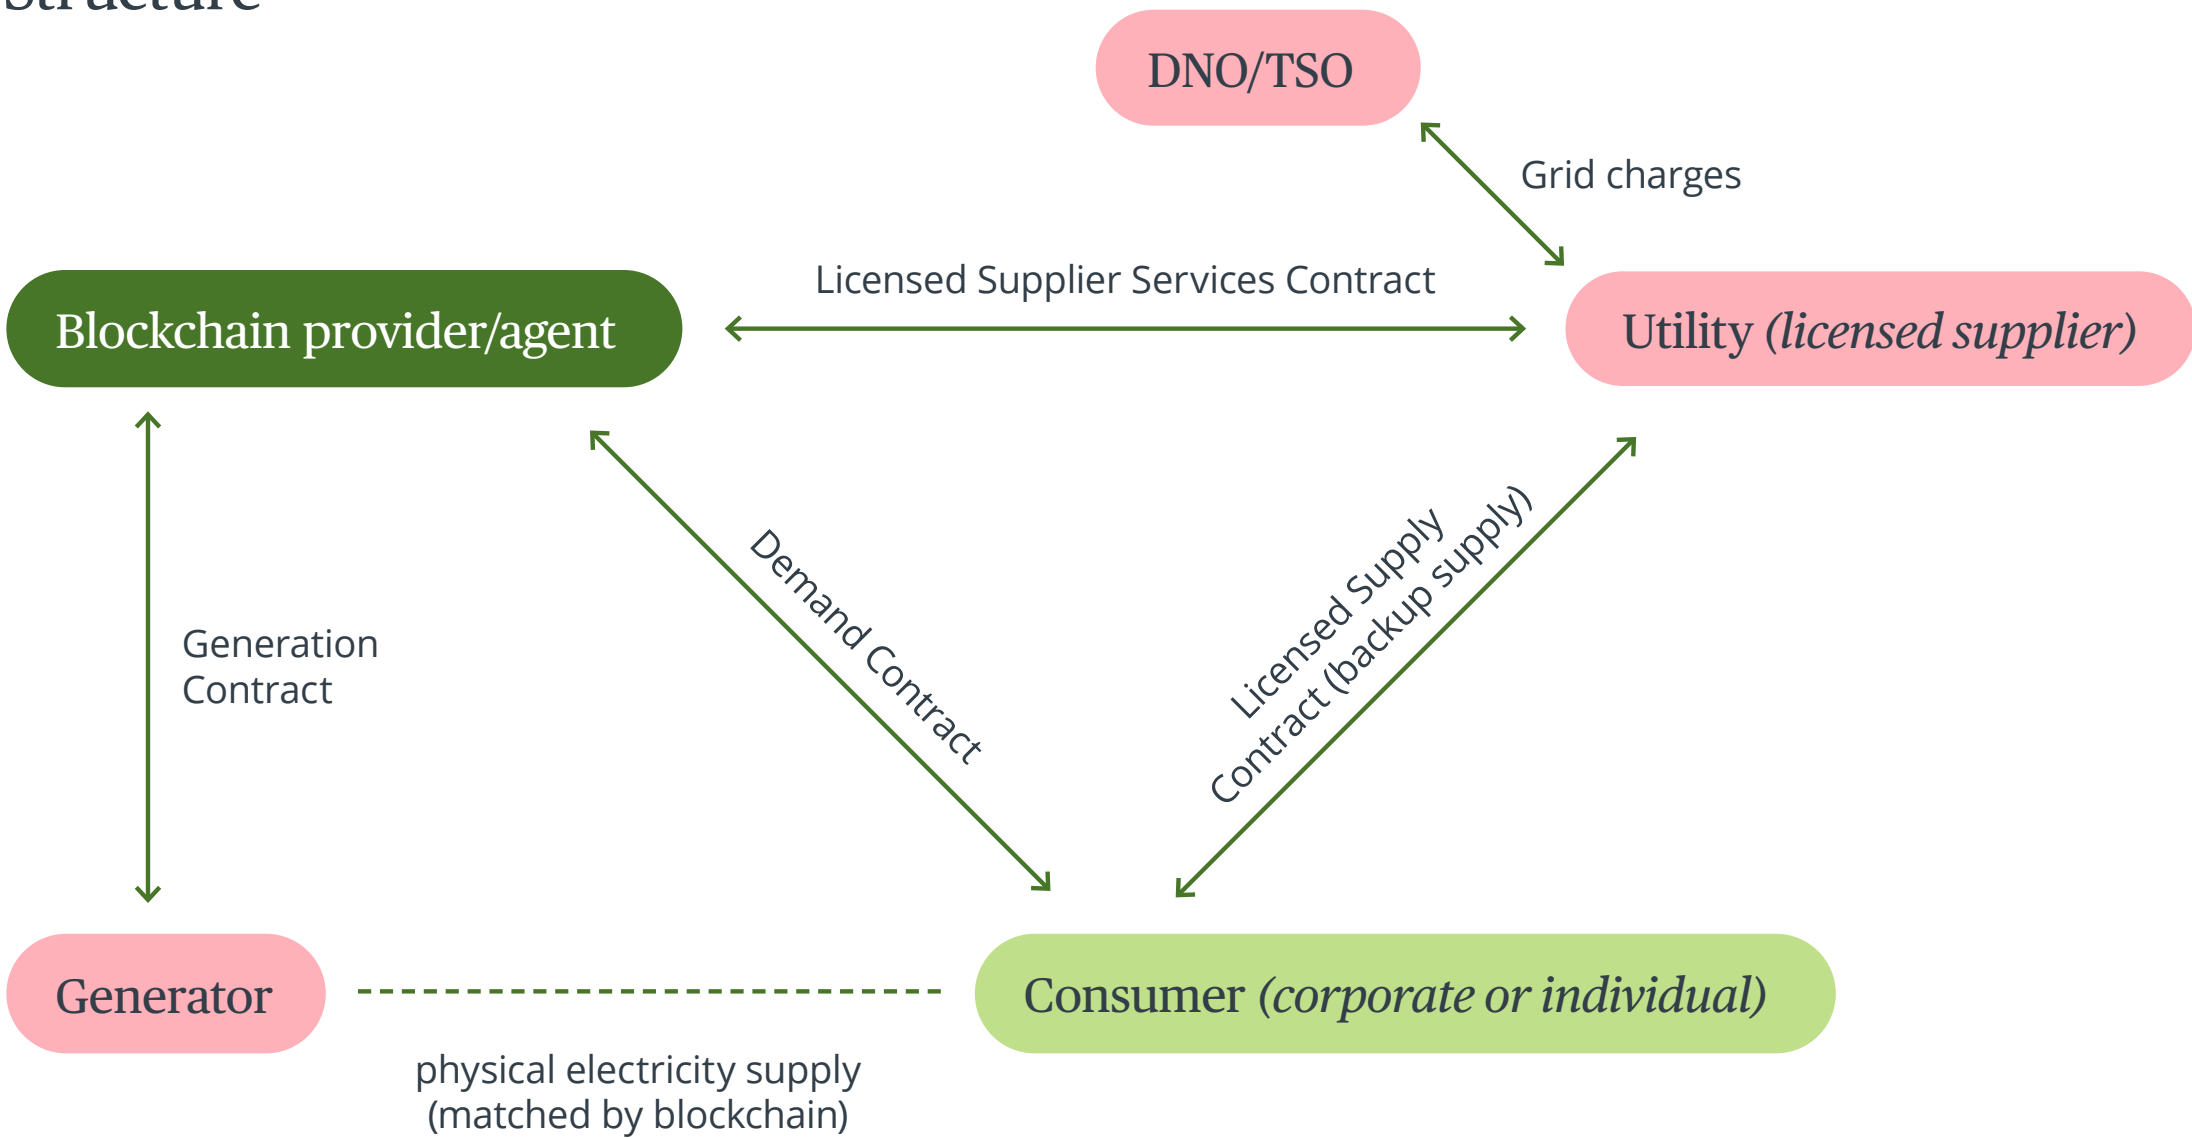 Structure
DNO/TSO
Grid charges
Licensed Supplier Services Contract
Blockchain provider/agent
Utility (licensed supplier)
Demand Contract
Licensed Supply
Contract (backup supply)
Generation
Contract
Generator
Consumer (corporate or individual)
physical electricity supply
(matched by blockchain)